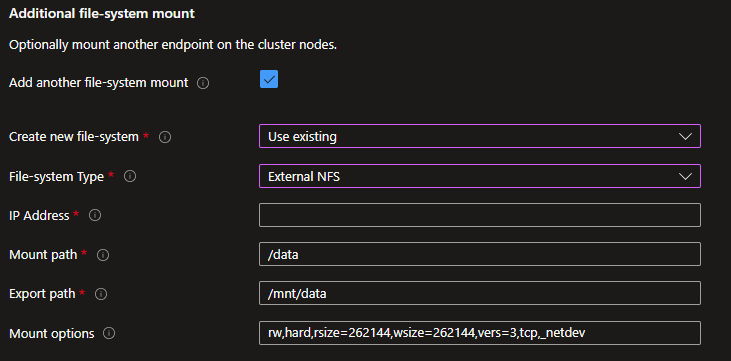 Additional file-system mount
Optionally mount another endpoint on the cluster nodes.
Add another file-system mount
Create new file-system * Use existing
File-system Type * External NFS
IP Address *
Mount path * /data
Export path * /mnt/data
Mount options rw,hard,rsize=262144,wsize=262144,vers=3,tcp,_netdev